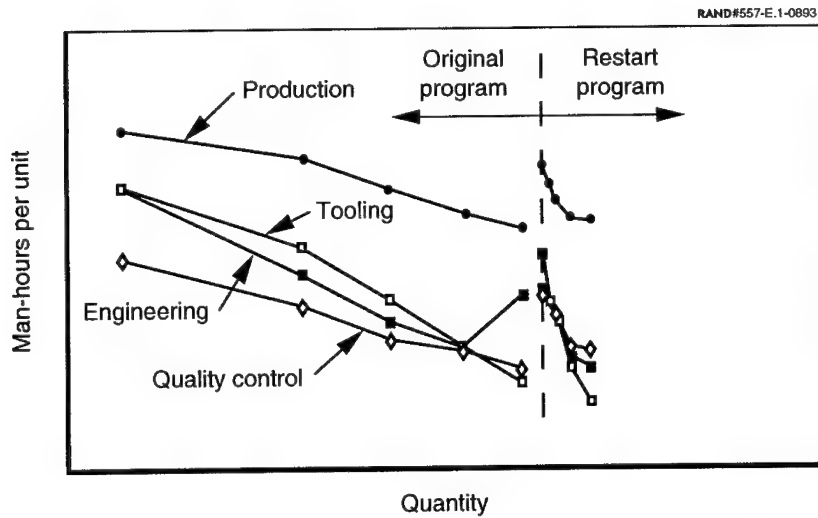 RAND#557-E.1-0893
Original
program
Restart
program
Production
Tooling
Engineering
Quality control
Man-hours per unit
Quantity